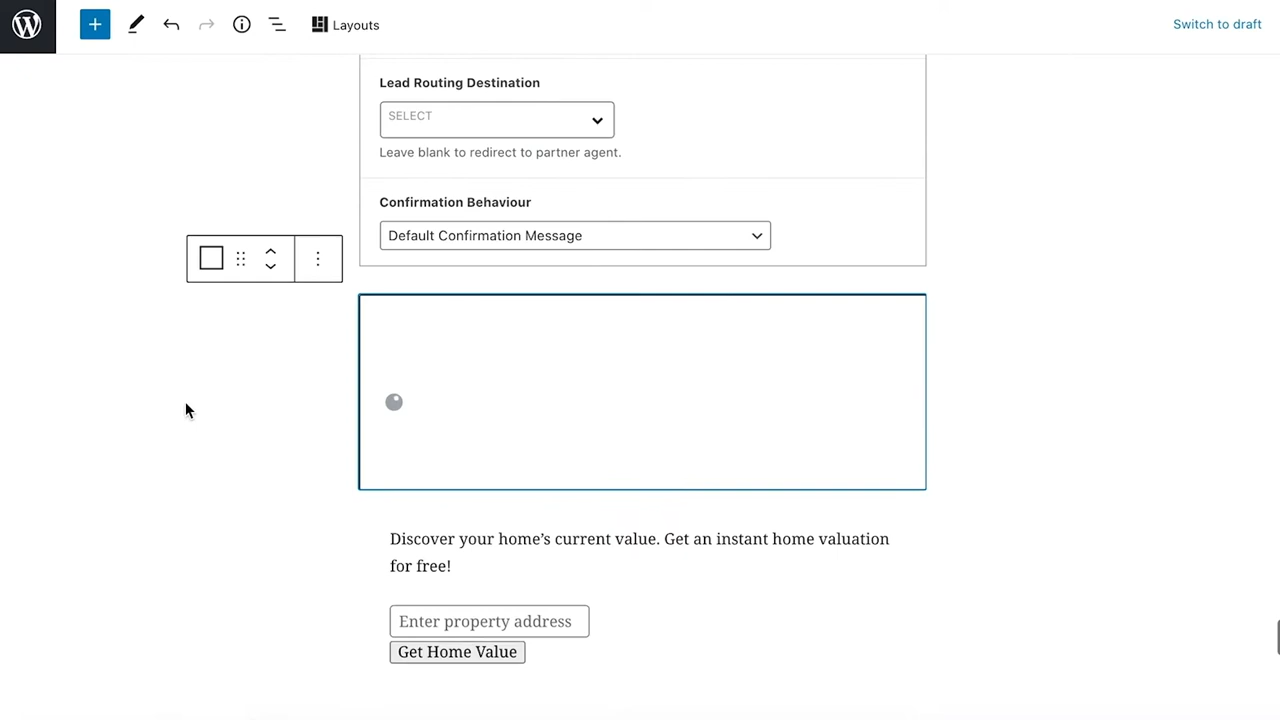 Layouts
Switch to draft
Lead Routing Destination
SELECT
Leave blank to redirect to partner agent.
Confirmation Behaviour
Default Confirmation Message
Discover your home’s current value. Get an instant home valuation
for free!
Enter property address
Get Home Value